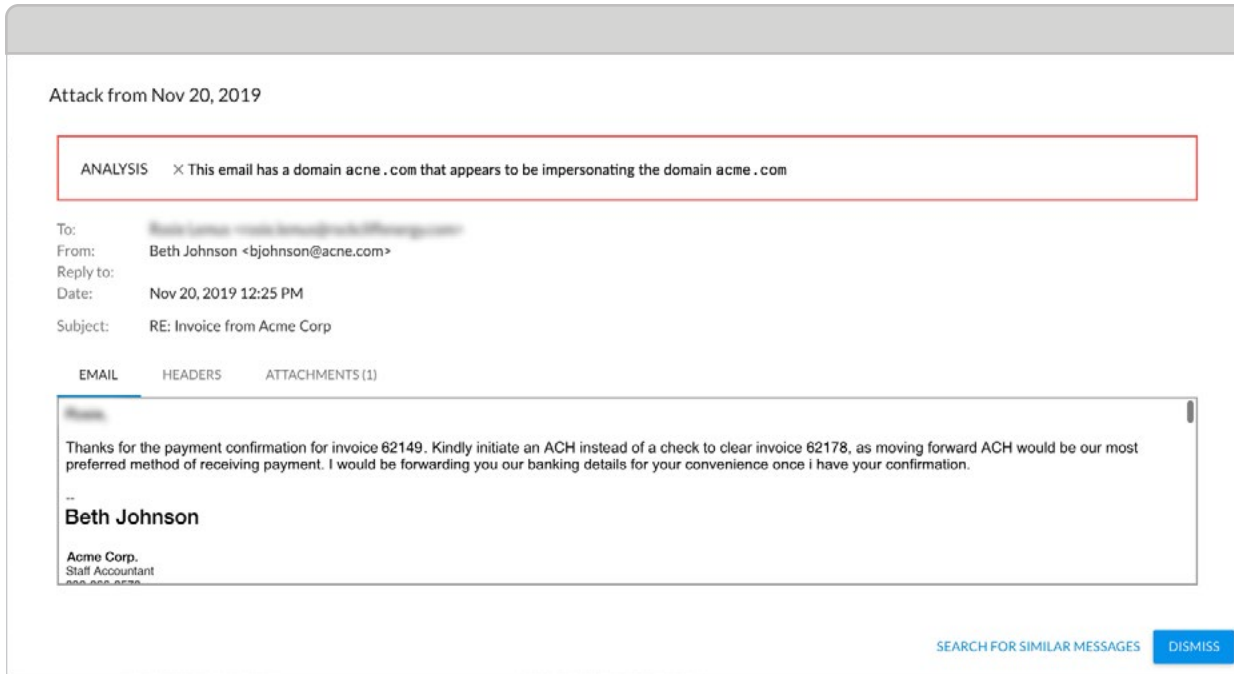 Attack from Nov 20, 2019
ANALYSIS × This email has a domain acne.com that appears to be impersonating the domain acme.com
To:
From: Beth Johnson <bjohnson@acne.com>
Reply to:
Date: Nov 20, 2019 12:25 PM
Subject: RE: Invoice from Acme Corp
EMAIL HEADERS ATTACHMENTS (1)
Thanks for the payment confirmation for invoice 62149. Kindly initiate an ACH instead of a check to clear invoice 62178, as moving forward ACH would be our most
preferred method of receiving payment. I would be forwarding you our banking details for your convenience once i have your confirmation.
--
Beth Johnson
Acme Corp.
Staff Accountant
SEARCH FOR SIMILAR MESSAGES DISMISS